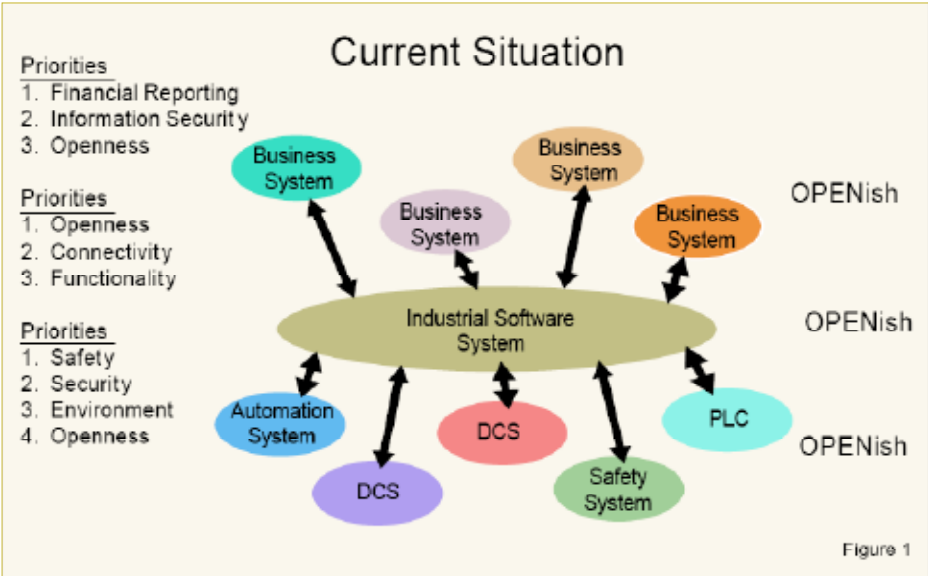 Current Situation
Priorities
1. Financial Reporting
2. Information Security
3. Openness
Priorities
1. Openness
2. Connectivity
3. Functionality
Priorities
1. Safety
2. Security
3. Environment
4. Openness
Business
System
Business
System
Business
System
Business
System
OPENish
Industrial Software
System
OPENish
Automation
System
DCS
DCS
Safety
System
PLC
OPENish
Figure 1